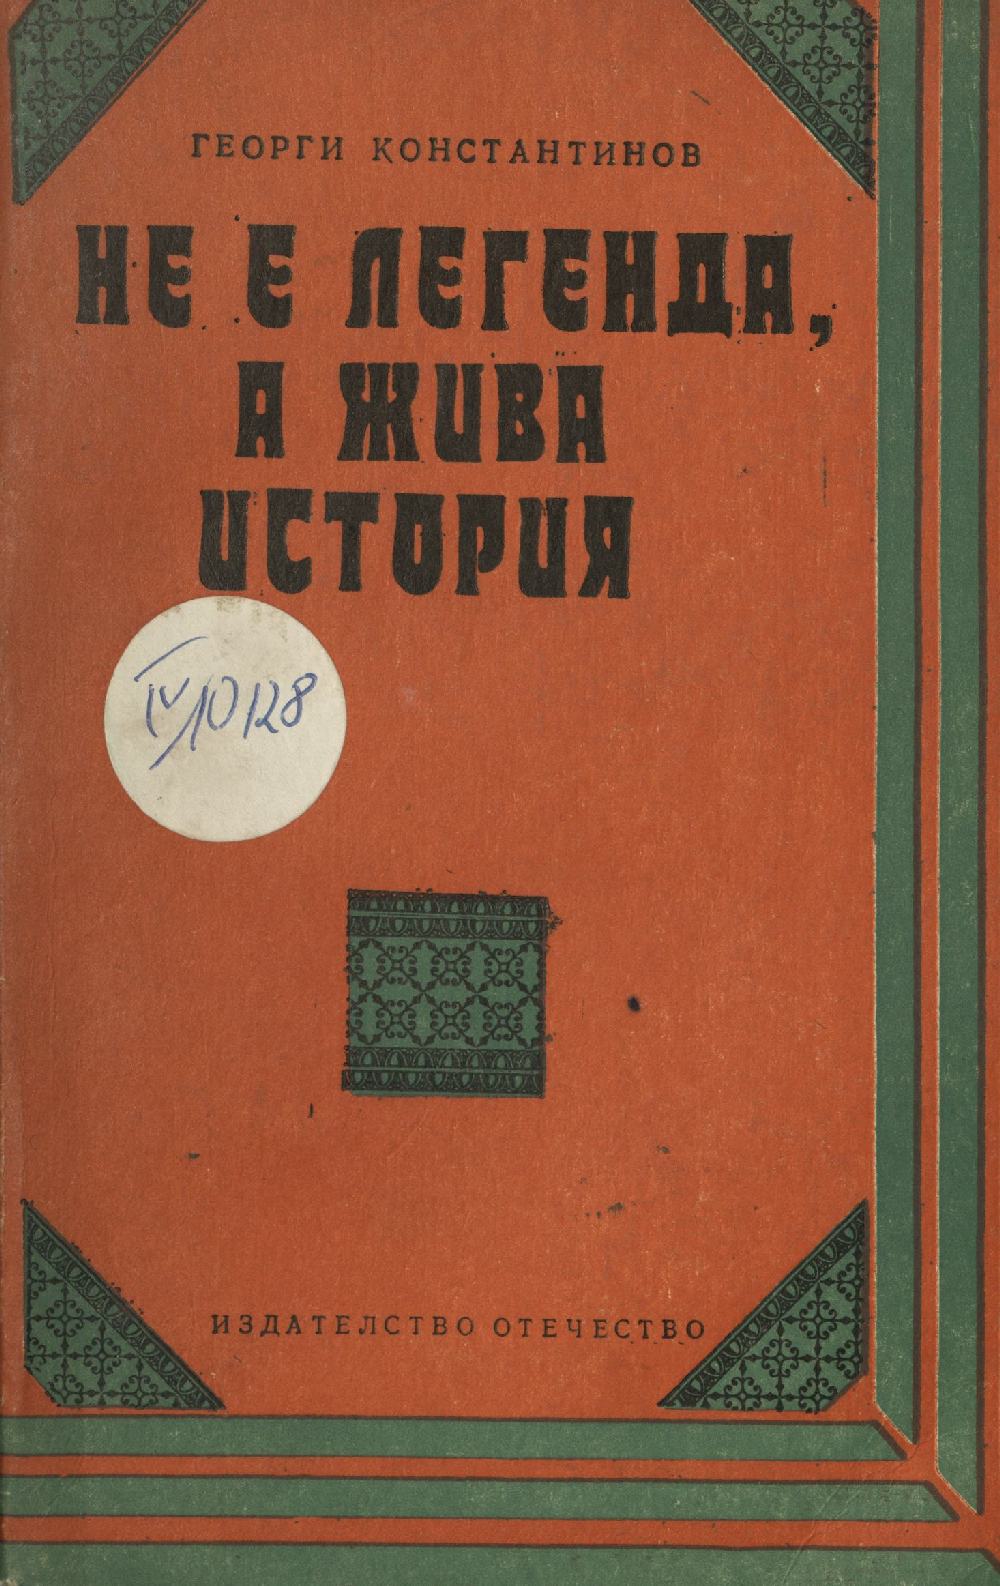 ГЕОРГИ КОНСТАНТИНОВ
НЕ Е ЛЕГЕНДА,
А ЖИВА
ИСТОРИЯ
IV/10128
ИЗДАТЕЛСТВО ОТЕЧЕСТВО